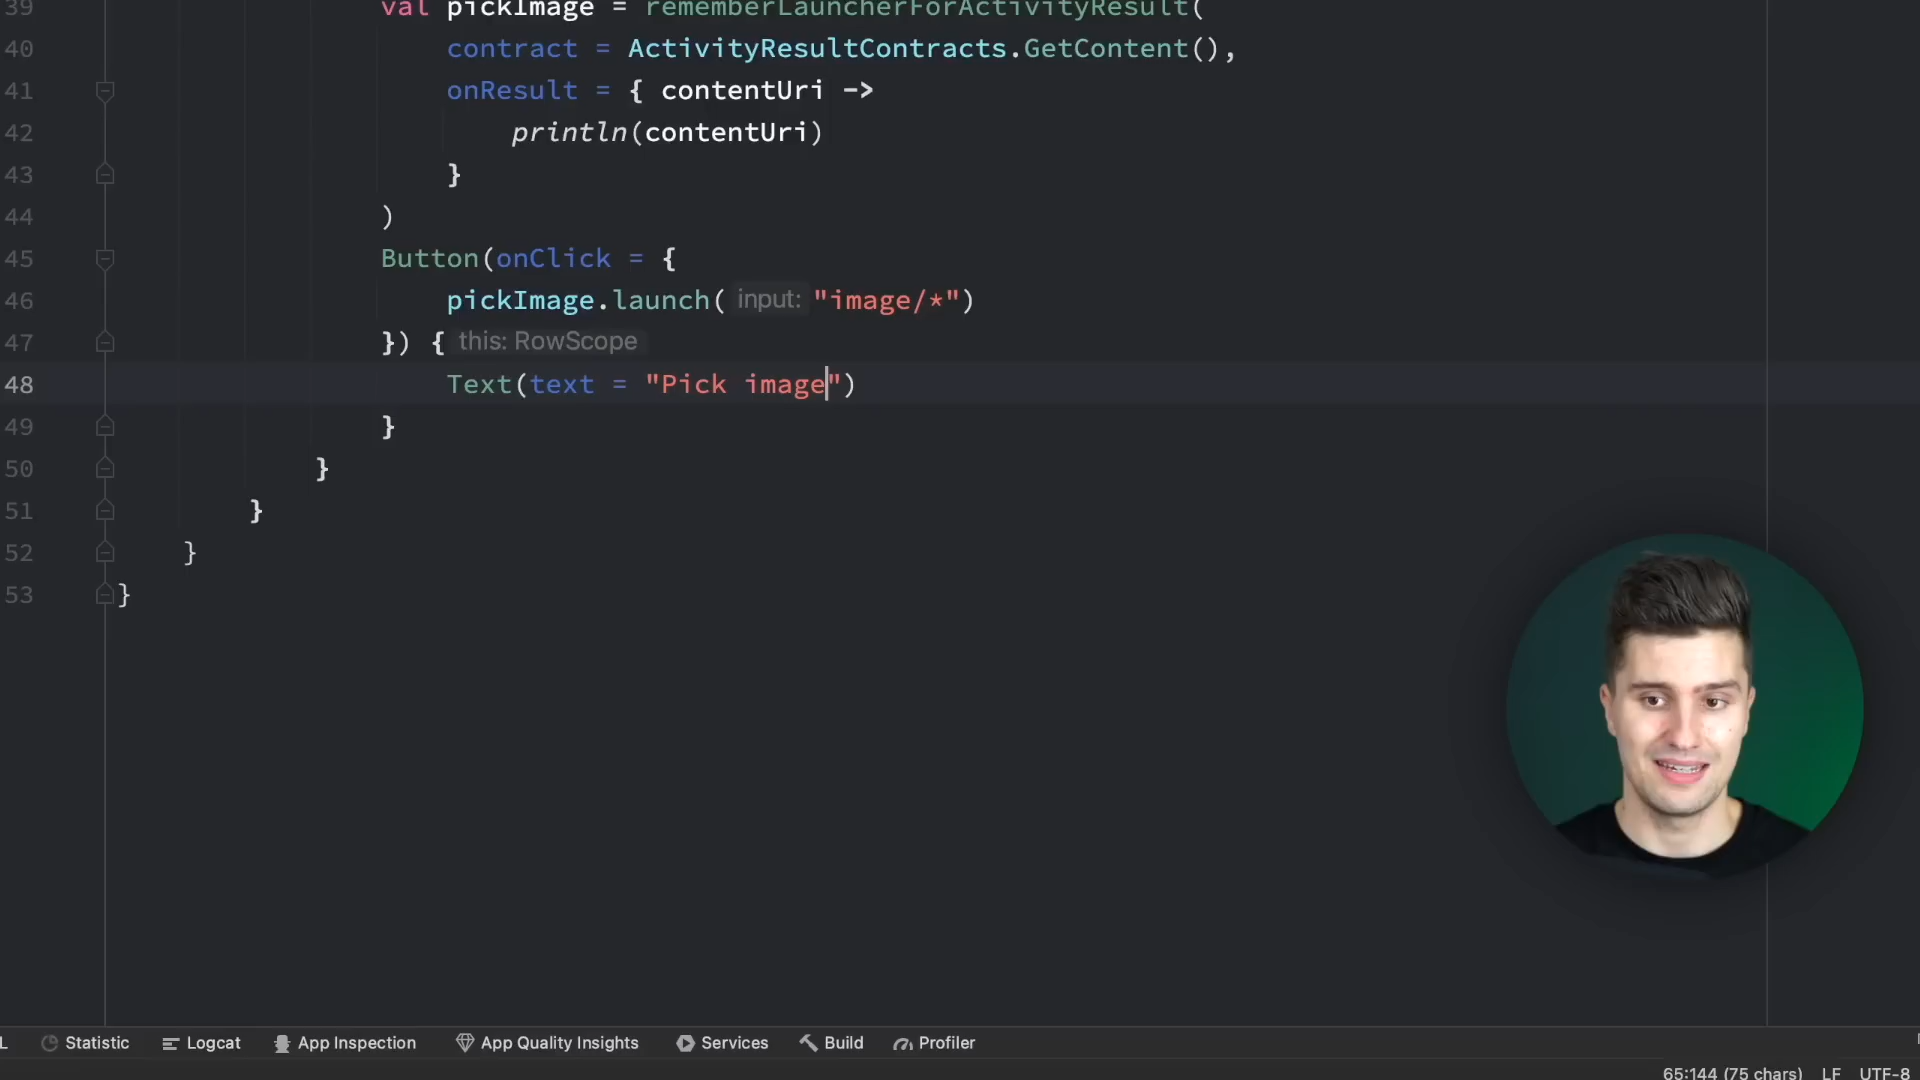 39 val pickImage = rememberLauncherForActivityResult(
40 contract = ActivityResultContracts.GetContent(),
41 onResult = { contentUri ->
42 println(contentUri)
43 }
44 )
45 Button(onClick = {
46 pickImage.launch( input: "image/*")
47 }) { this: RowScope
48 Text(text = "Pick image")
49 }
50 }
51 }
52 }
53 }
L Statistic Logcat App Inspection App Quality Insights Services Build Profiler
65:144 (75 chars) LF UTF-8